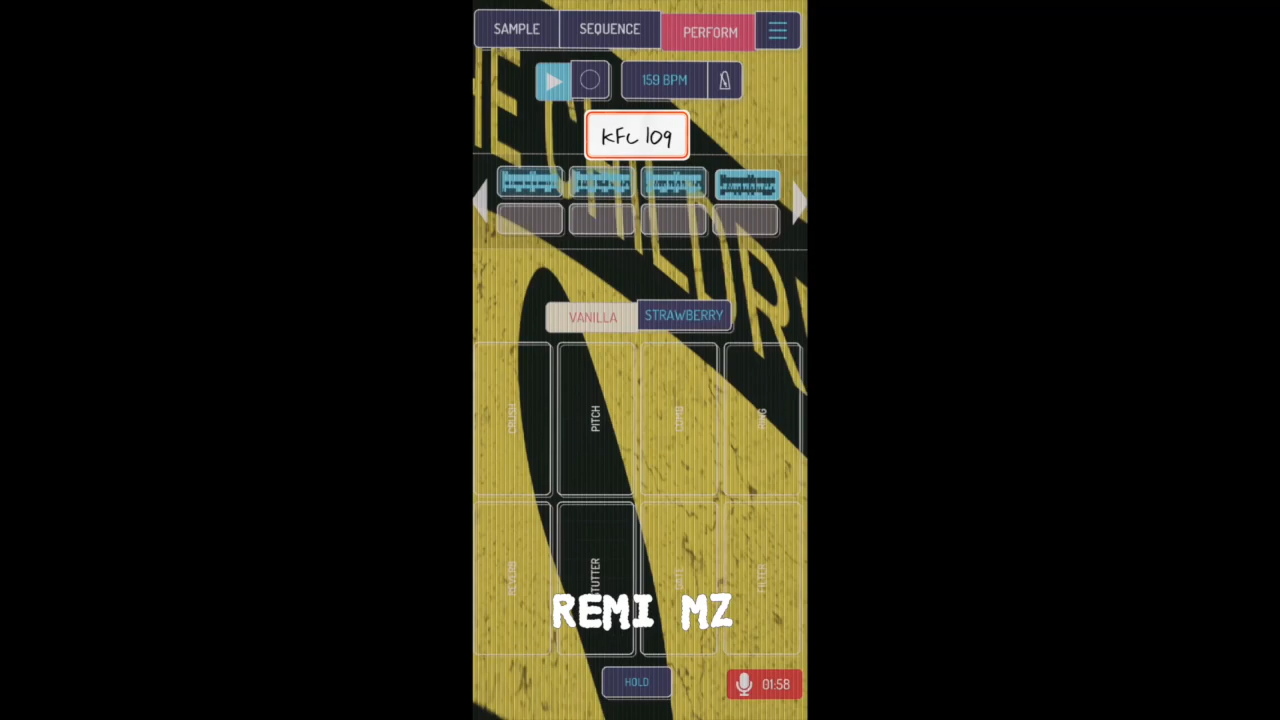 SAMPLE SEQUENCE PERFORM
159 BPM
KFC 109
VANILLA STRAWBERRY
CRUSH PITCH COMB RING
REVERB STUTTER GATE FILTER
REMI MZ
HOLD 01:58